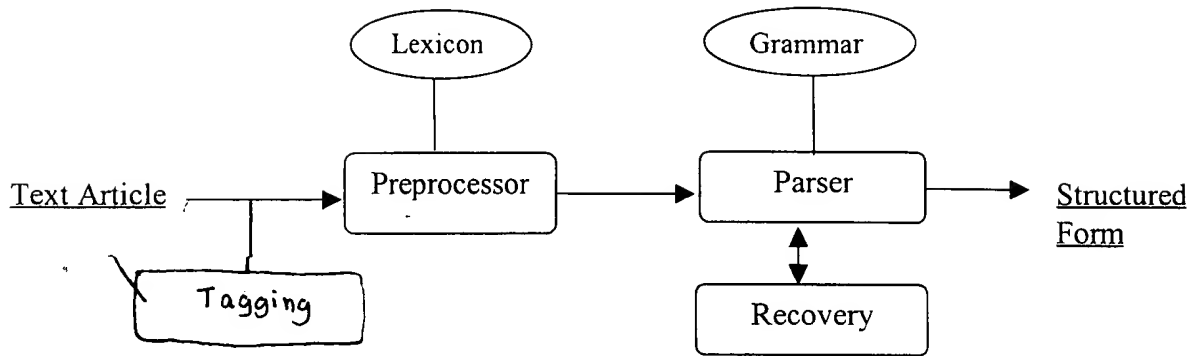 Lexicon
Grammar
Text Article
Preprocessor
Parser
Structured
Form
Tagging
Recovery